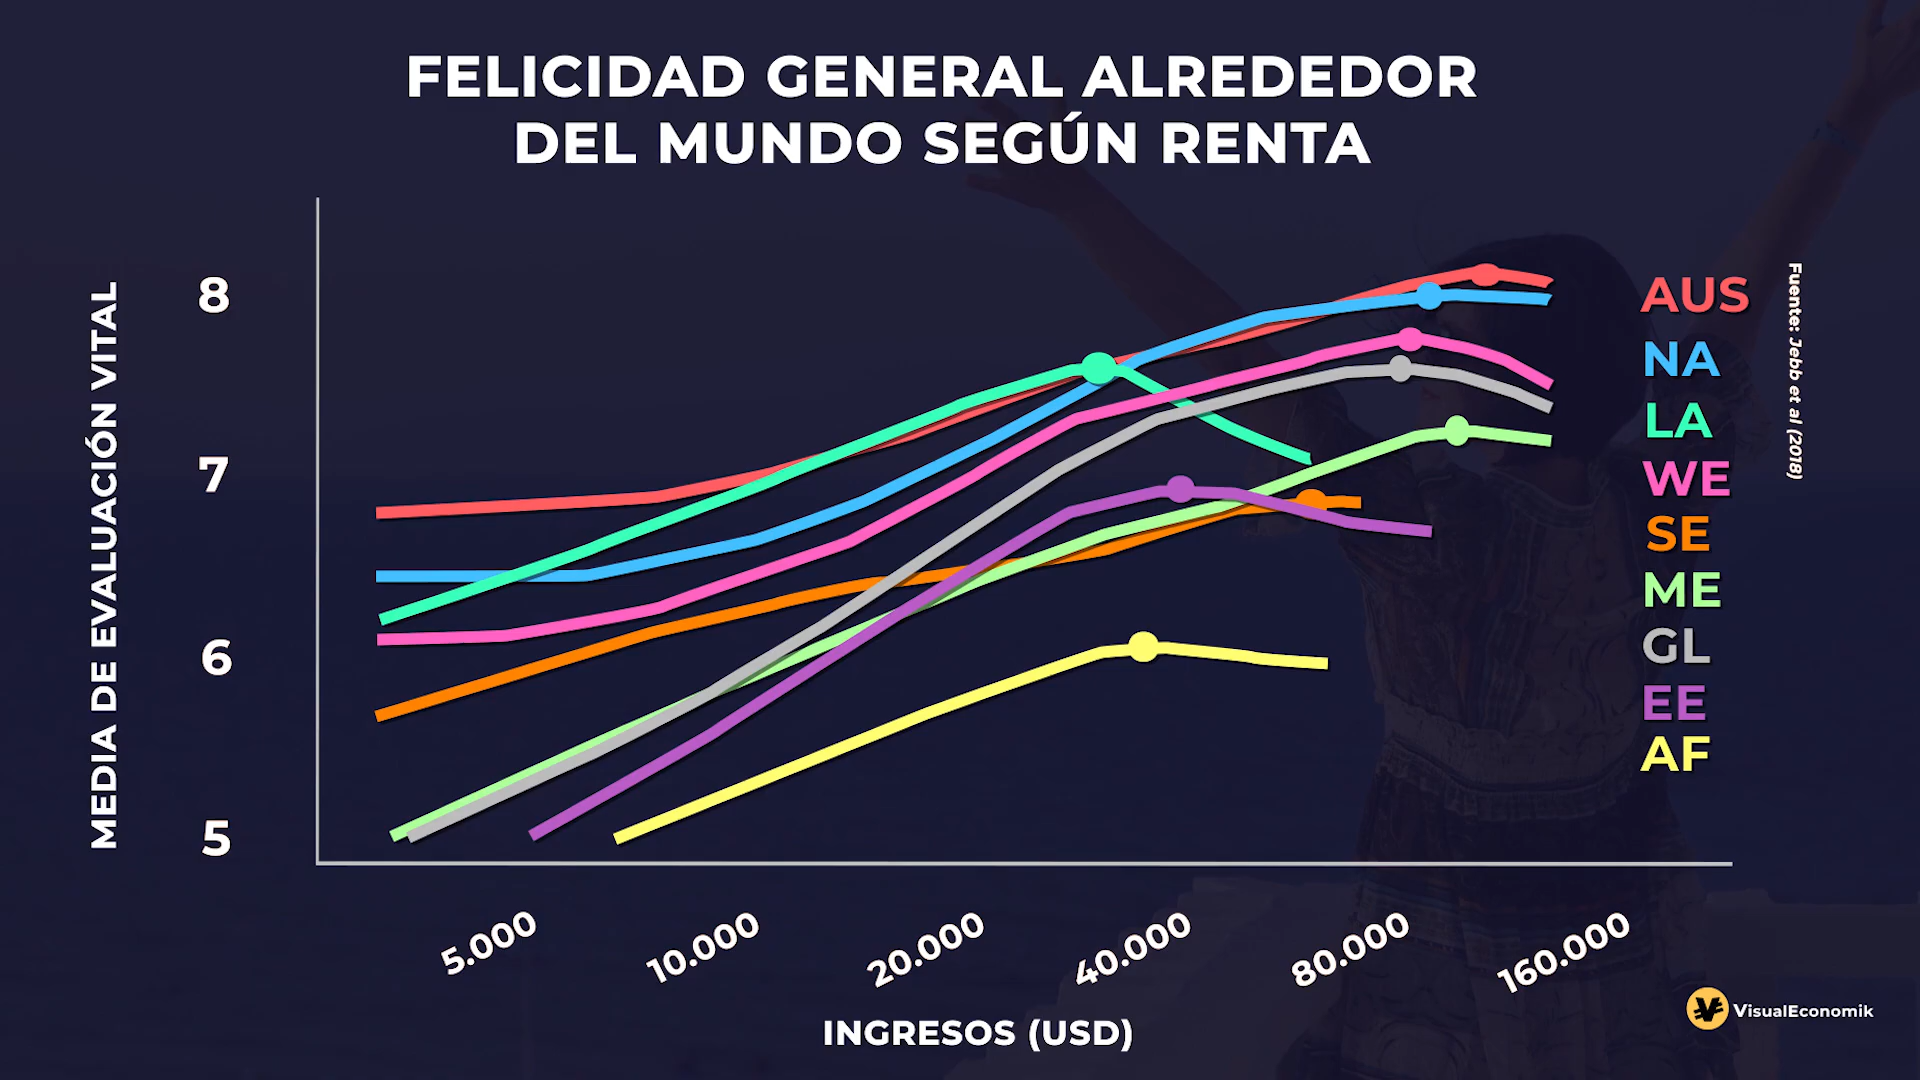 FELICIDAD GENERAL ALREDEDOR
DEL MUNDO SEGÚN RENTA
MEDIA DE EVALUACIÓN VITAL
8
7
6
5
AUS
NA
LA
WE
SE
ME
GL
EE
AF
Fuente: Jebb et al (2018)
5.000
10.000
20.000
40.000
80.000
160.000
INGRESOS (USD)
VisualEconomik